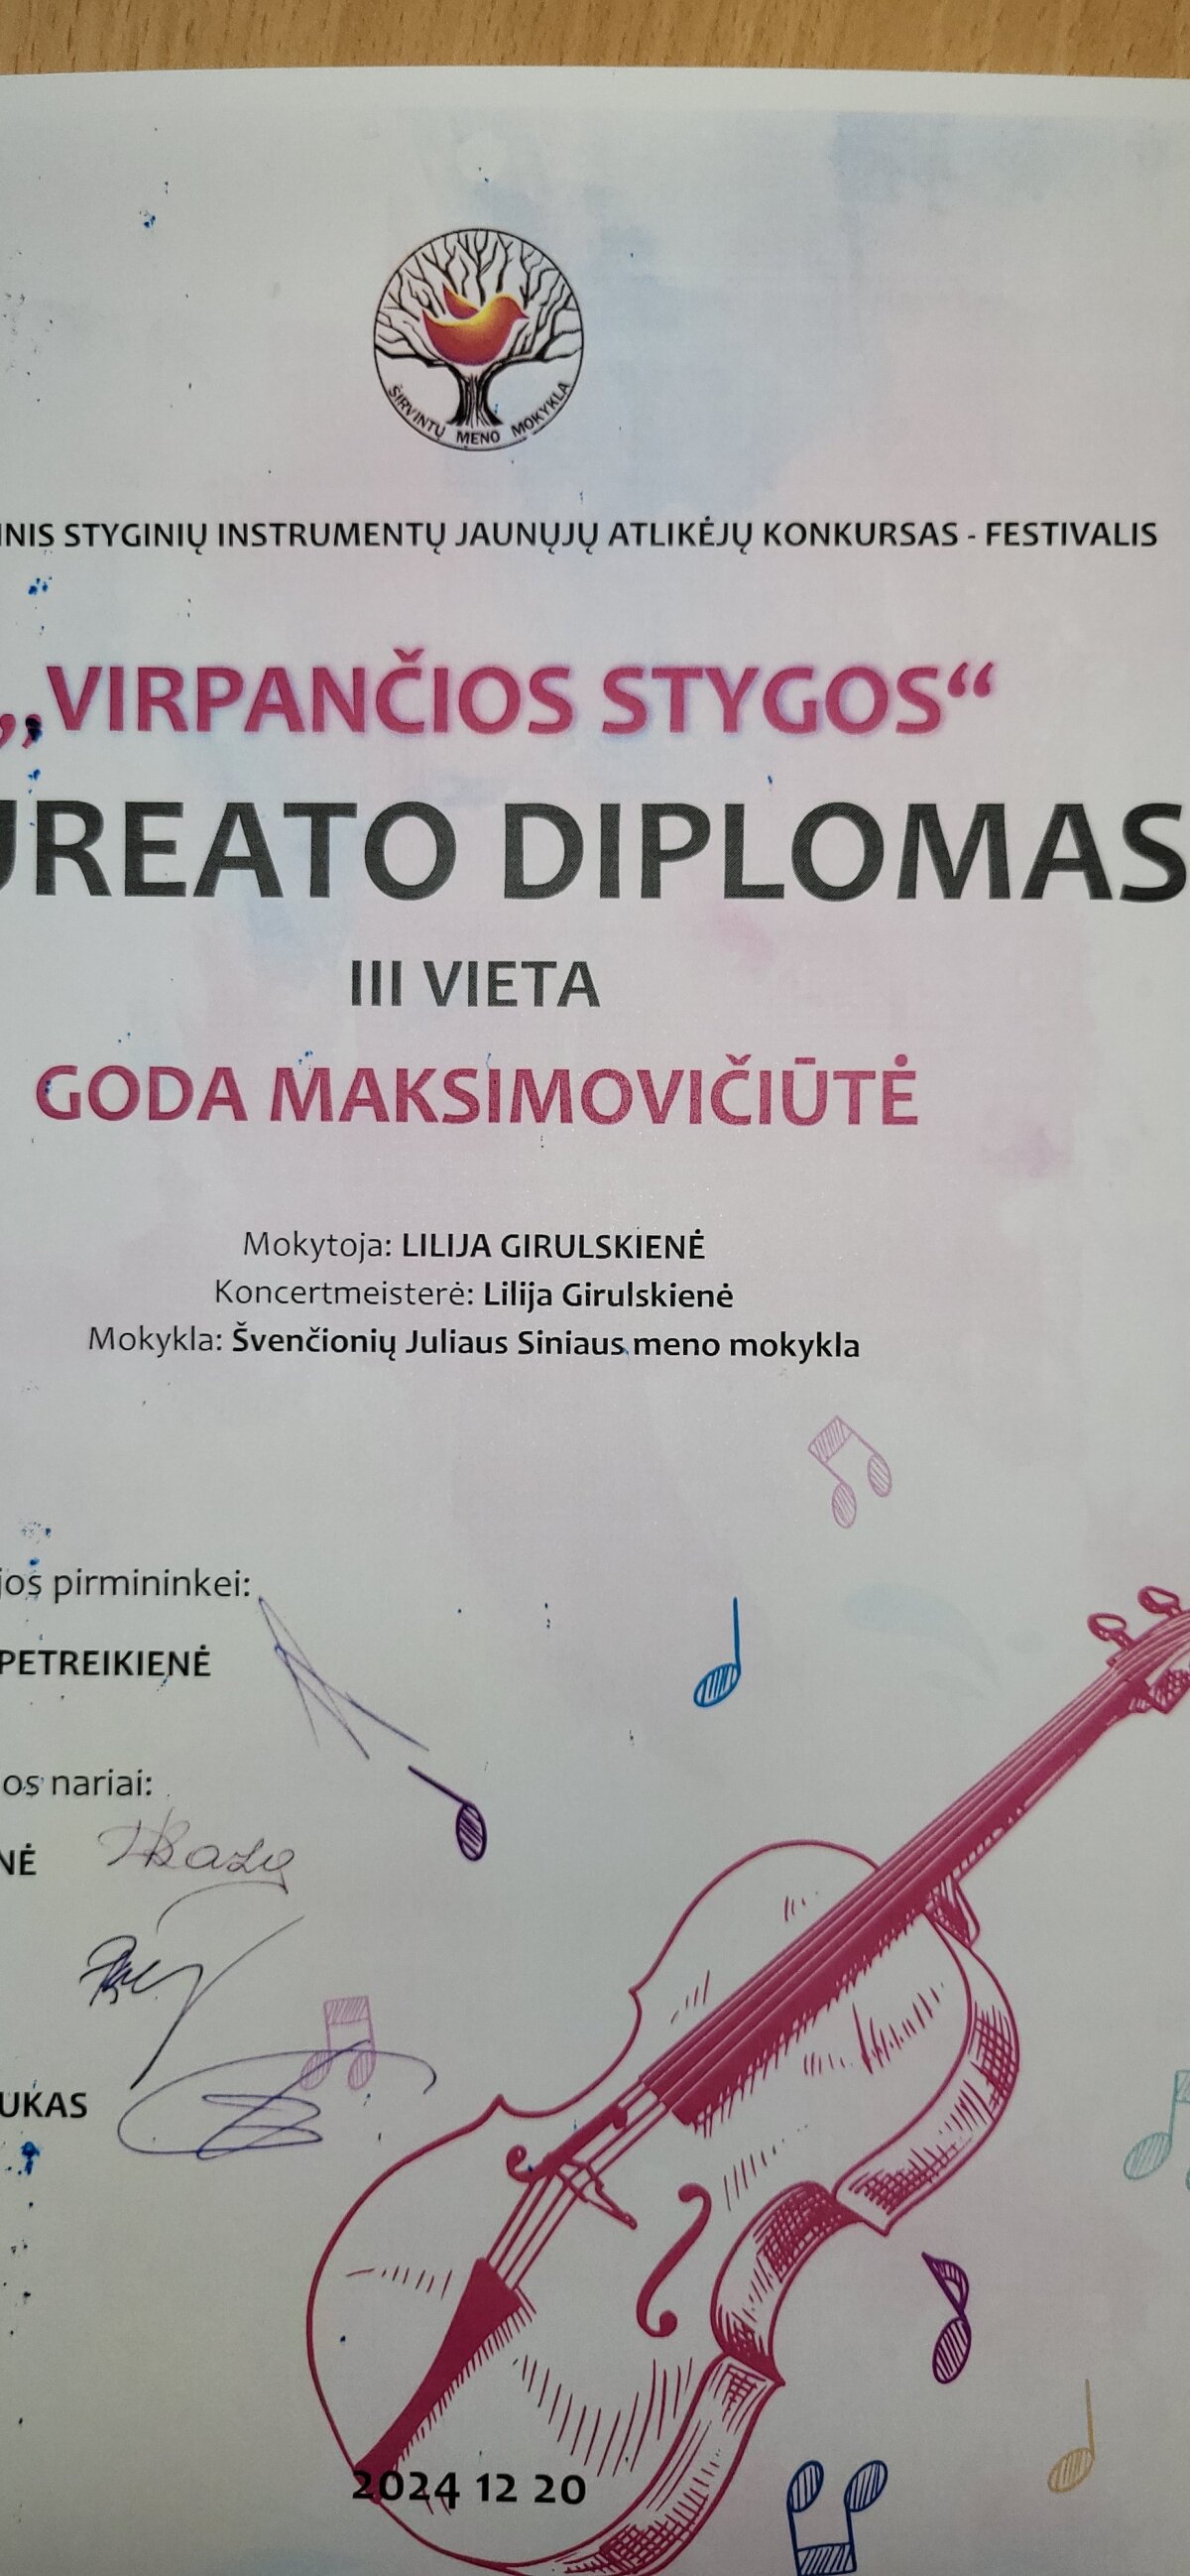 ŠIRVINTŲ MENO MOKYKLA
INIS STYGINIŲ INSTRUMENTŲ JAUNŲJŲ ATLIKĖJŲ KONKURSAS - FESTIVALIS
„VIRPANČIOS STYGOS“
UREATO DIPLOMAS
III VIETA
GODA MAKSIMOVIČIŪTĖ
Mokytoja: LILIJA GIRULSKIENĖ
Koncertmeisterė: Lilija Girulskienė
Mokykla: Švenčionių Juliaus Siniaus meno mokykla
jos pirmininkei:
PETREIKIENĖ
os nariai:
NĖ
UKAS
2024 12 20